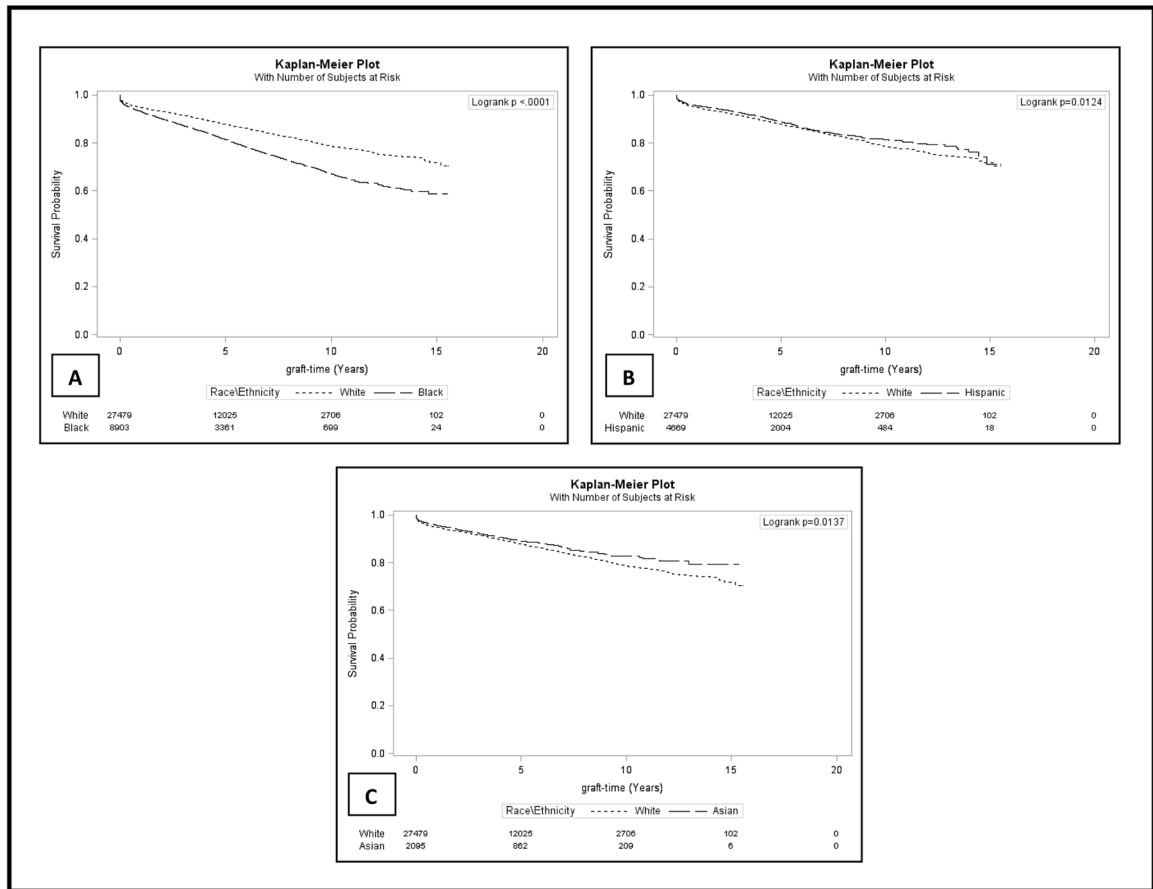 Kaplan-Meier Plot
With Number of Subjects at Risk
Logrank p <.0001
Survival Probability
1.0
0.8
0.6
0.4
0.2
0.0
0 5 10 15 20
graft-time (Years)
A
Race\Ethnicity White Black
White 27479 12025 2706 102 0
Black 8903 3361 699 24 0
Kaplan-Meier Plot
With Number of Subjects at Risk
Logrank p=0.0124
Survival Probability
1.0
0.8
0.6
0.4
0.2
0.0
0 5 10 15 20
graft-time (Years)
B
Race\Ethnicity White Hispanic
White 27479 12025 2706 102 0
Hispanic 4669 2004 484 18 0
Kaplan-Meier Plot
With Number of Subjects at Risk
Logrank p=0.0137
Survival Probability
1.0
0.8
0.6
0.4
0.2
0.0
0 5 10 15 20
graft-time (Years)
C
Race\Ethnicity White Asian
White 27479 12025 2706 102 0
Asian 2095 862 209 6 0